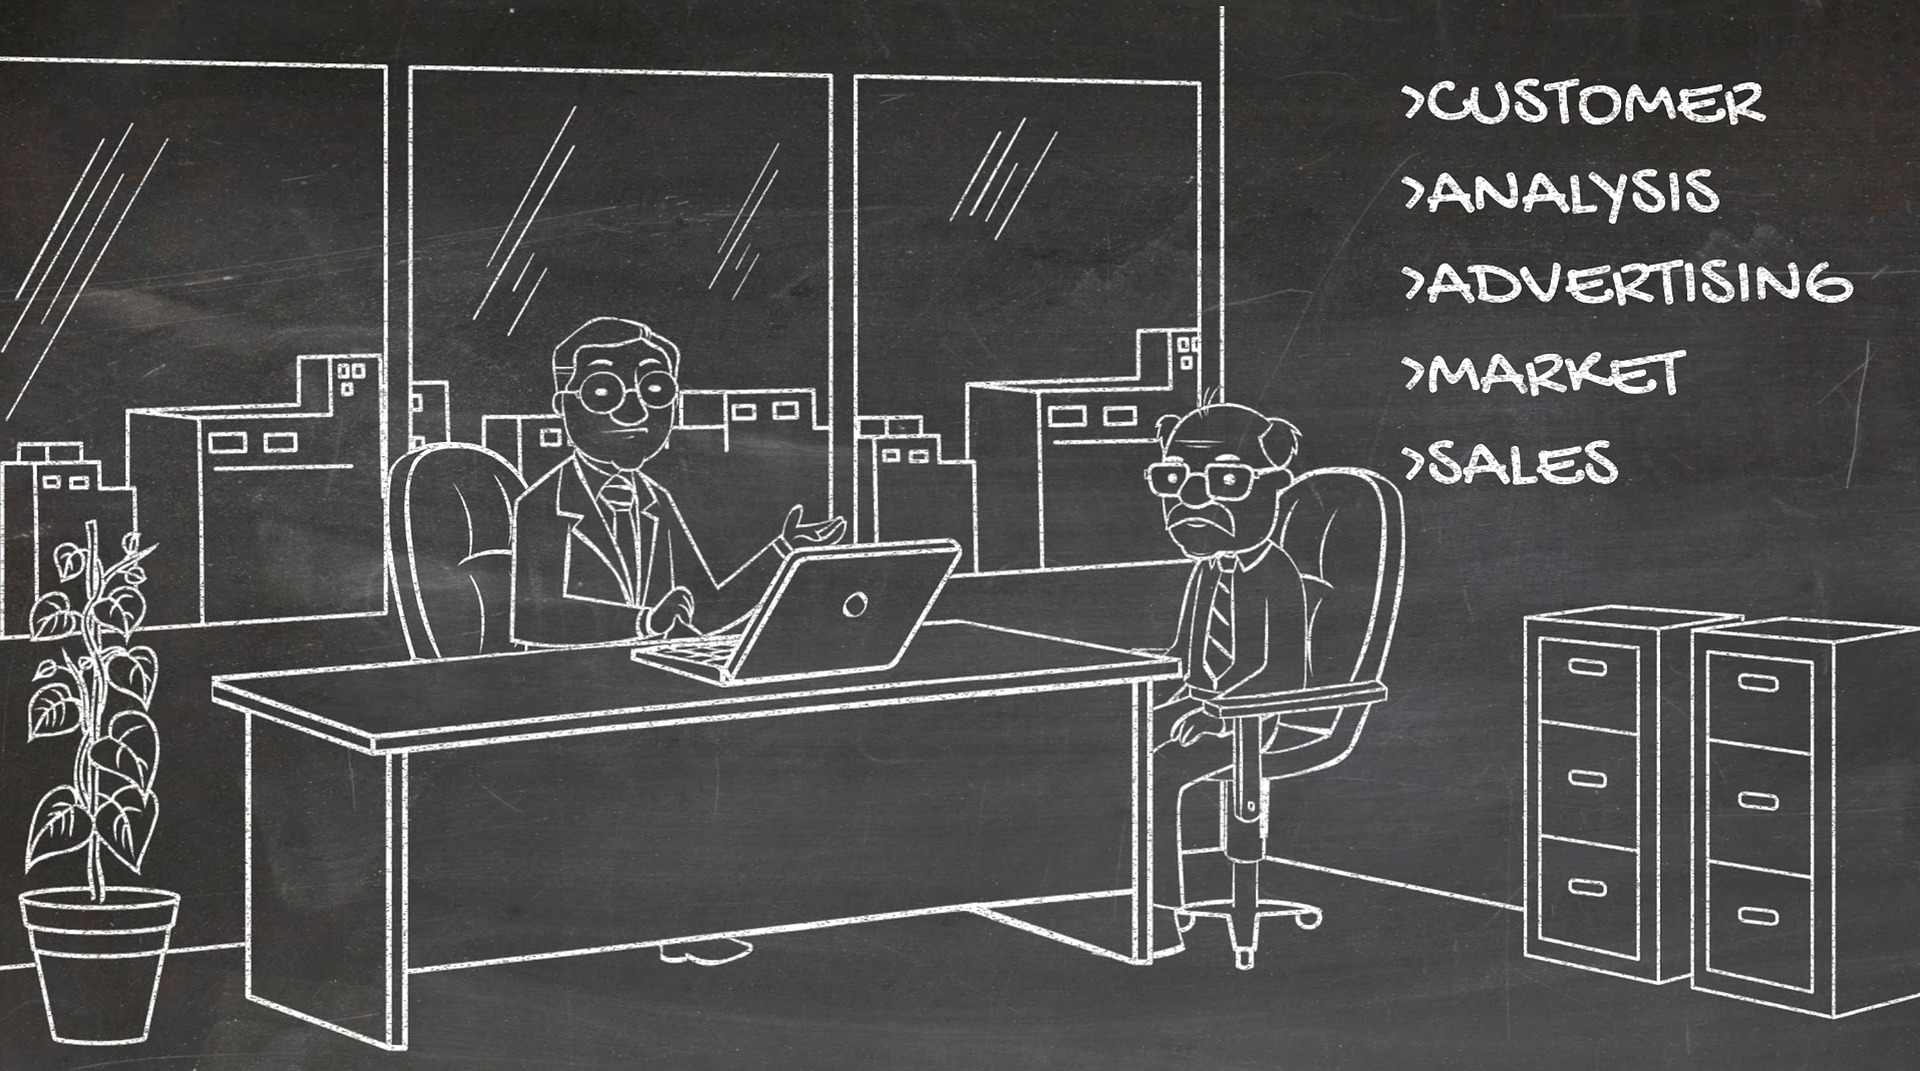 >CUSTOMER
>ANALYSIS
>ADVERTISING
>MARKET
>SALES